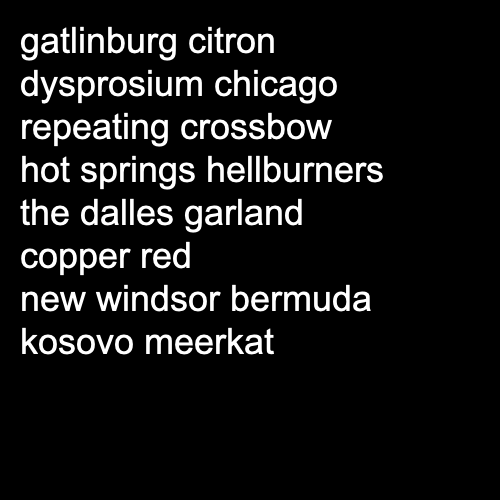 gatlinburg citron
dysprosium chicago
repeating crossbow
hot springs hellburners
the dalles garland
copper red
new windsor bermuda
kosovo meerkat